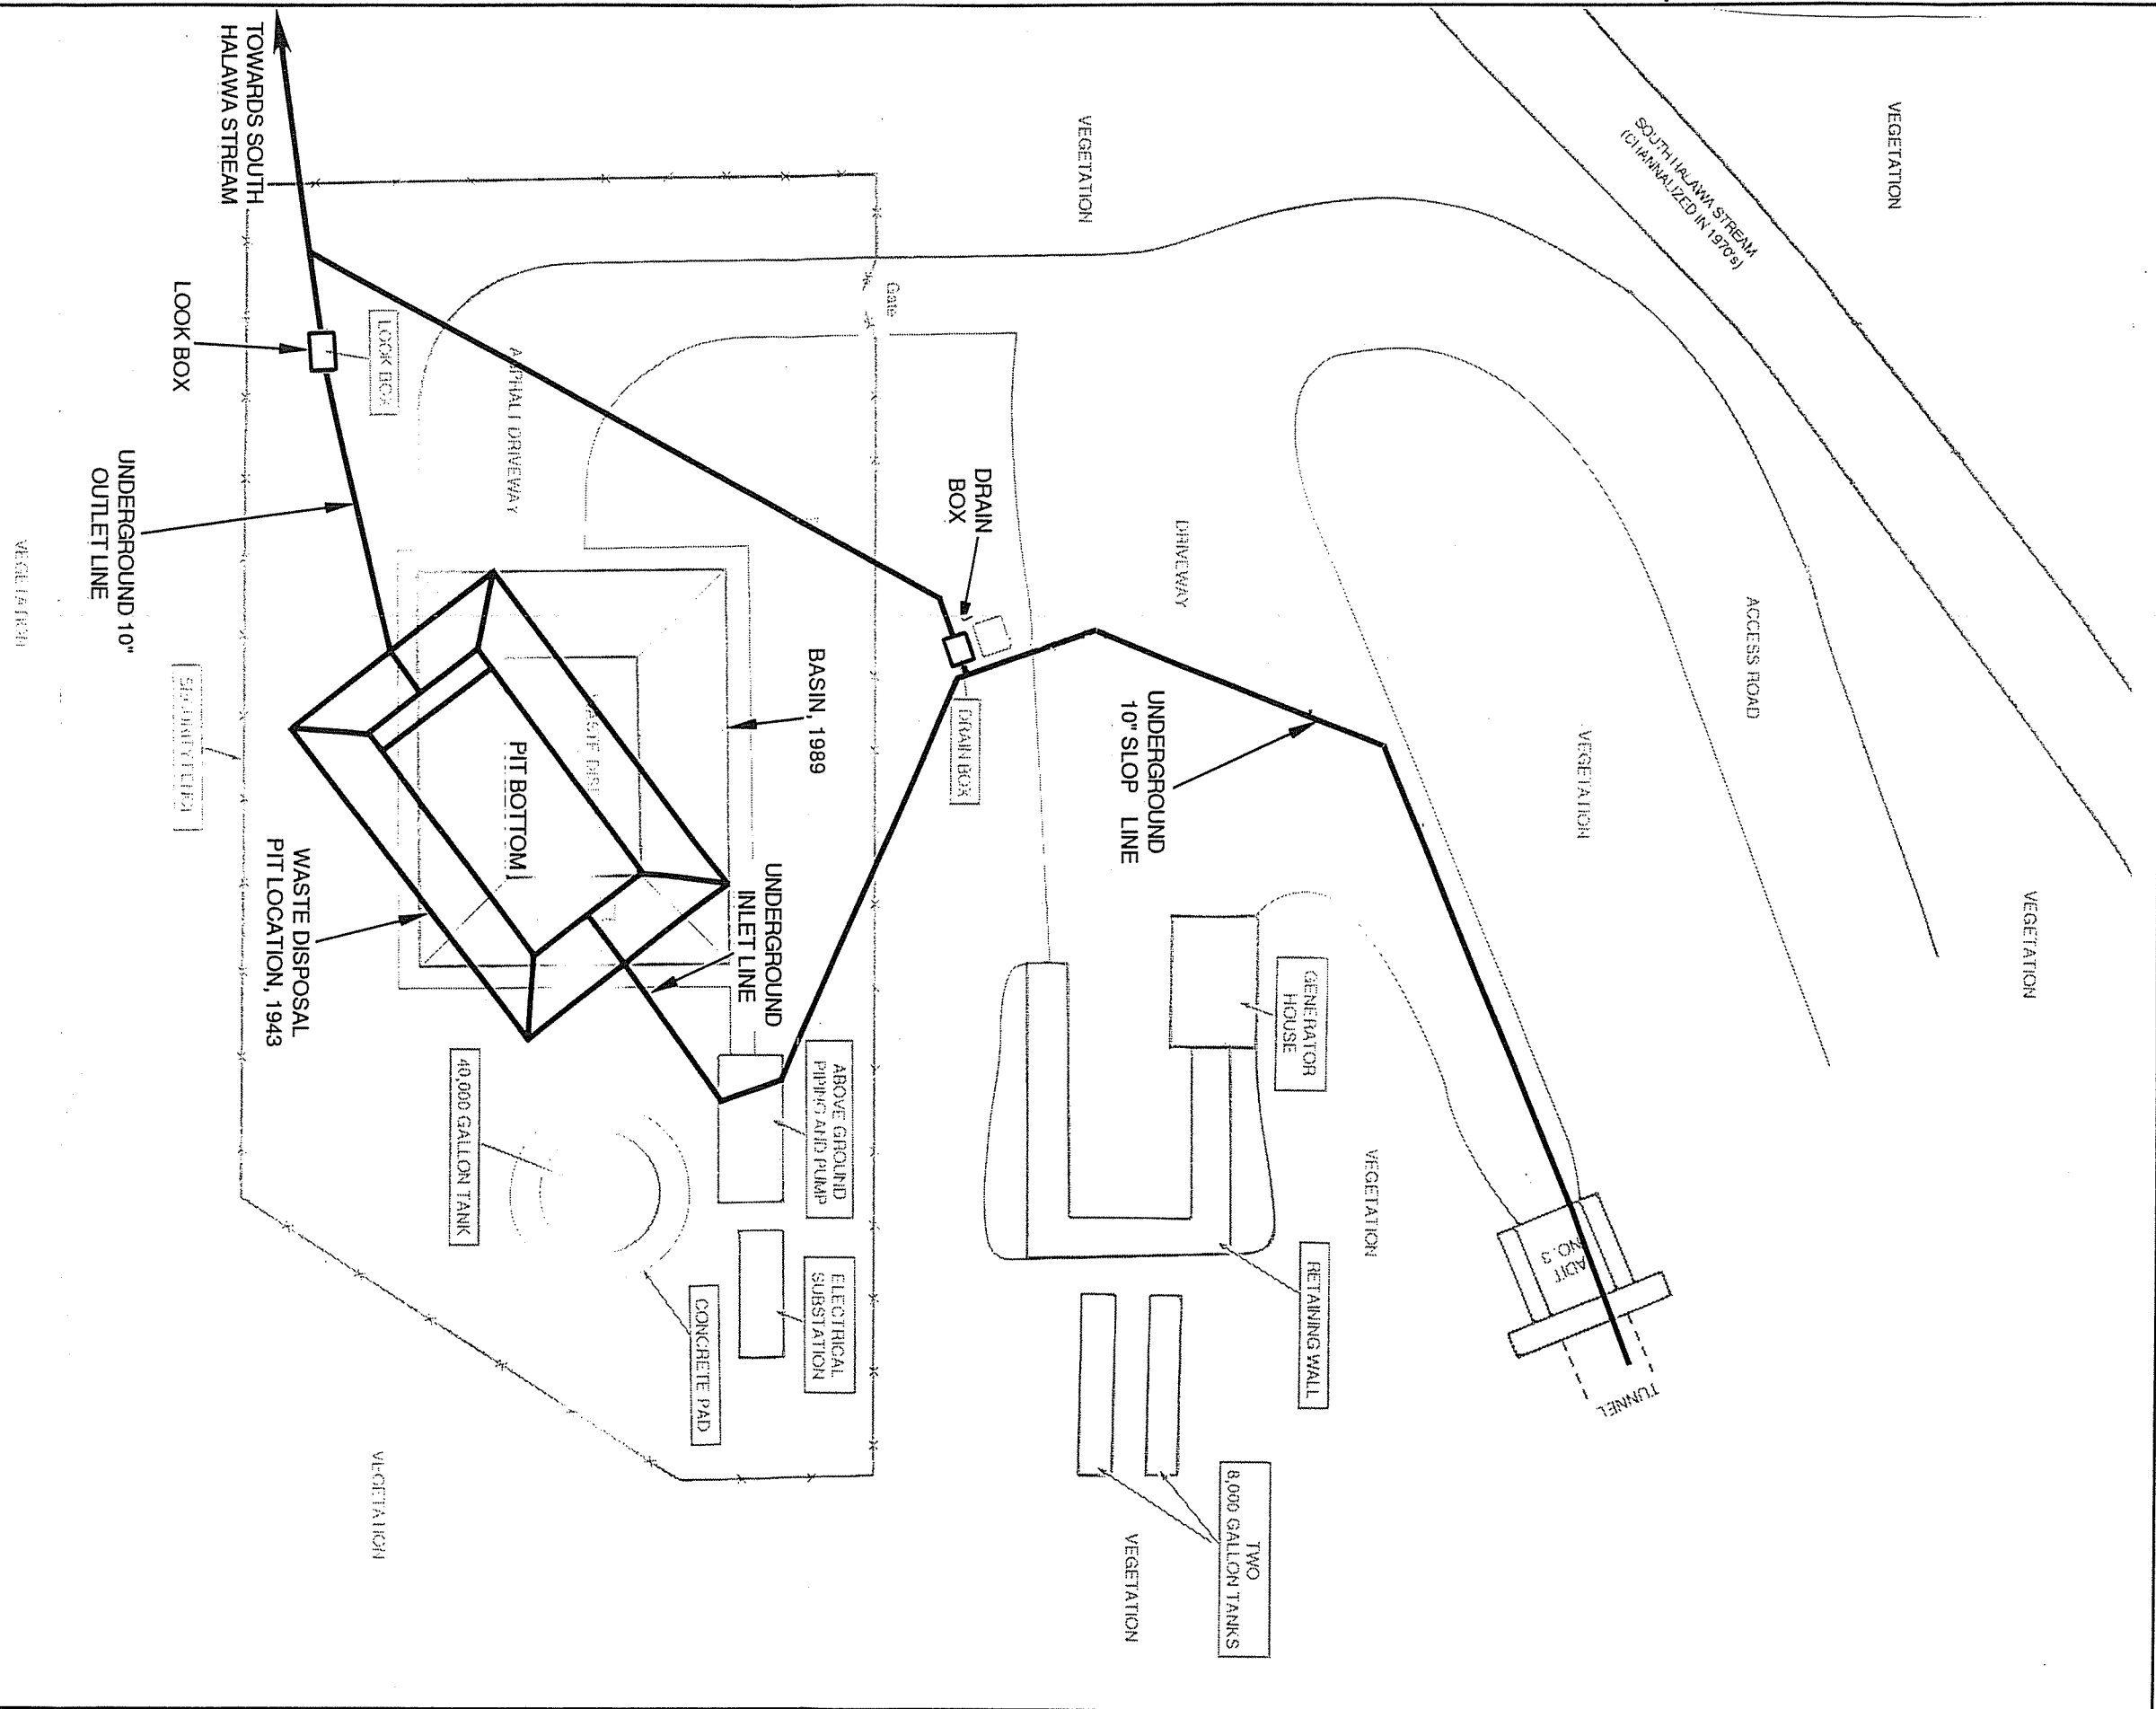 VEGETATION
SOUTH HALAWA STREAM
(CHANNALIZED IN 1970's)
VEGETATION
ACCESS ROAD
VEGETATION
VEGETATION
DRIVEWAY
UNDERGROUND
10" SLOP LINE
GENERATOR
HOUSE
VEGETATION
RETAINING WALL
ADIT
NO. 3
TUNNEL
TWO
8,000 GALLON TANKS
VEGETATION
Gate
DRAIN
BOX
DRAIN BOX
BASIN, 1989
UNDERGROUND
INLET LINE
ABOVE GROUND
PIPING AND PUMP
ELECTRICAL
SUBSTATION
CONCRETE PAD
40,000 GALLON TANK
ASPHALT DRIVEWAY
PIT BOTTOM
LOOK BOX
TOWARDS SOUTH
HALAWA STREAM
LOOK BOX
UNDERGROUND 10"
OUTLET LINE
WASTE DISPOSAL
PIT LOCATION, 1943
SECURITY FENCE
VEGETATION
VEGETATION